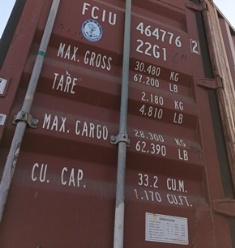 FCIU 464776 2
22G1
MAX. GROSS 30.480 KG
67.200 LB
TARE 2.180 KG
4.810 LB
MAX. CARGO 28.300 KG
62.390 LB
CU. CAP. 33.2 CU.M.
1.170 CU.FT.